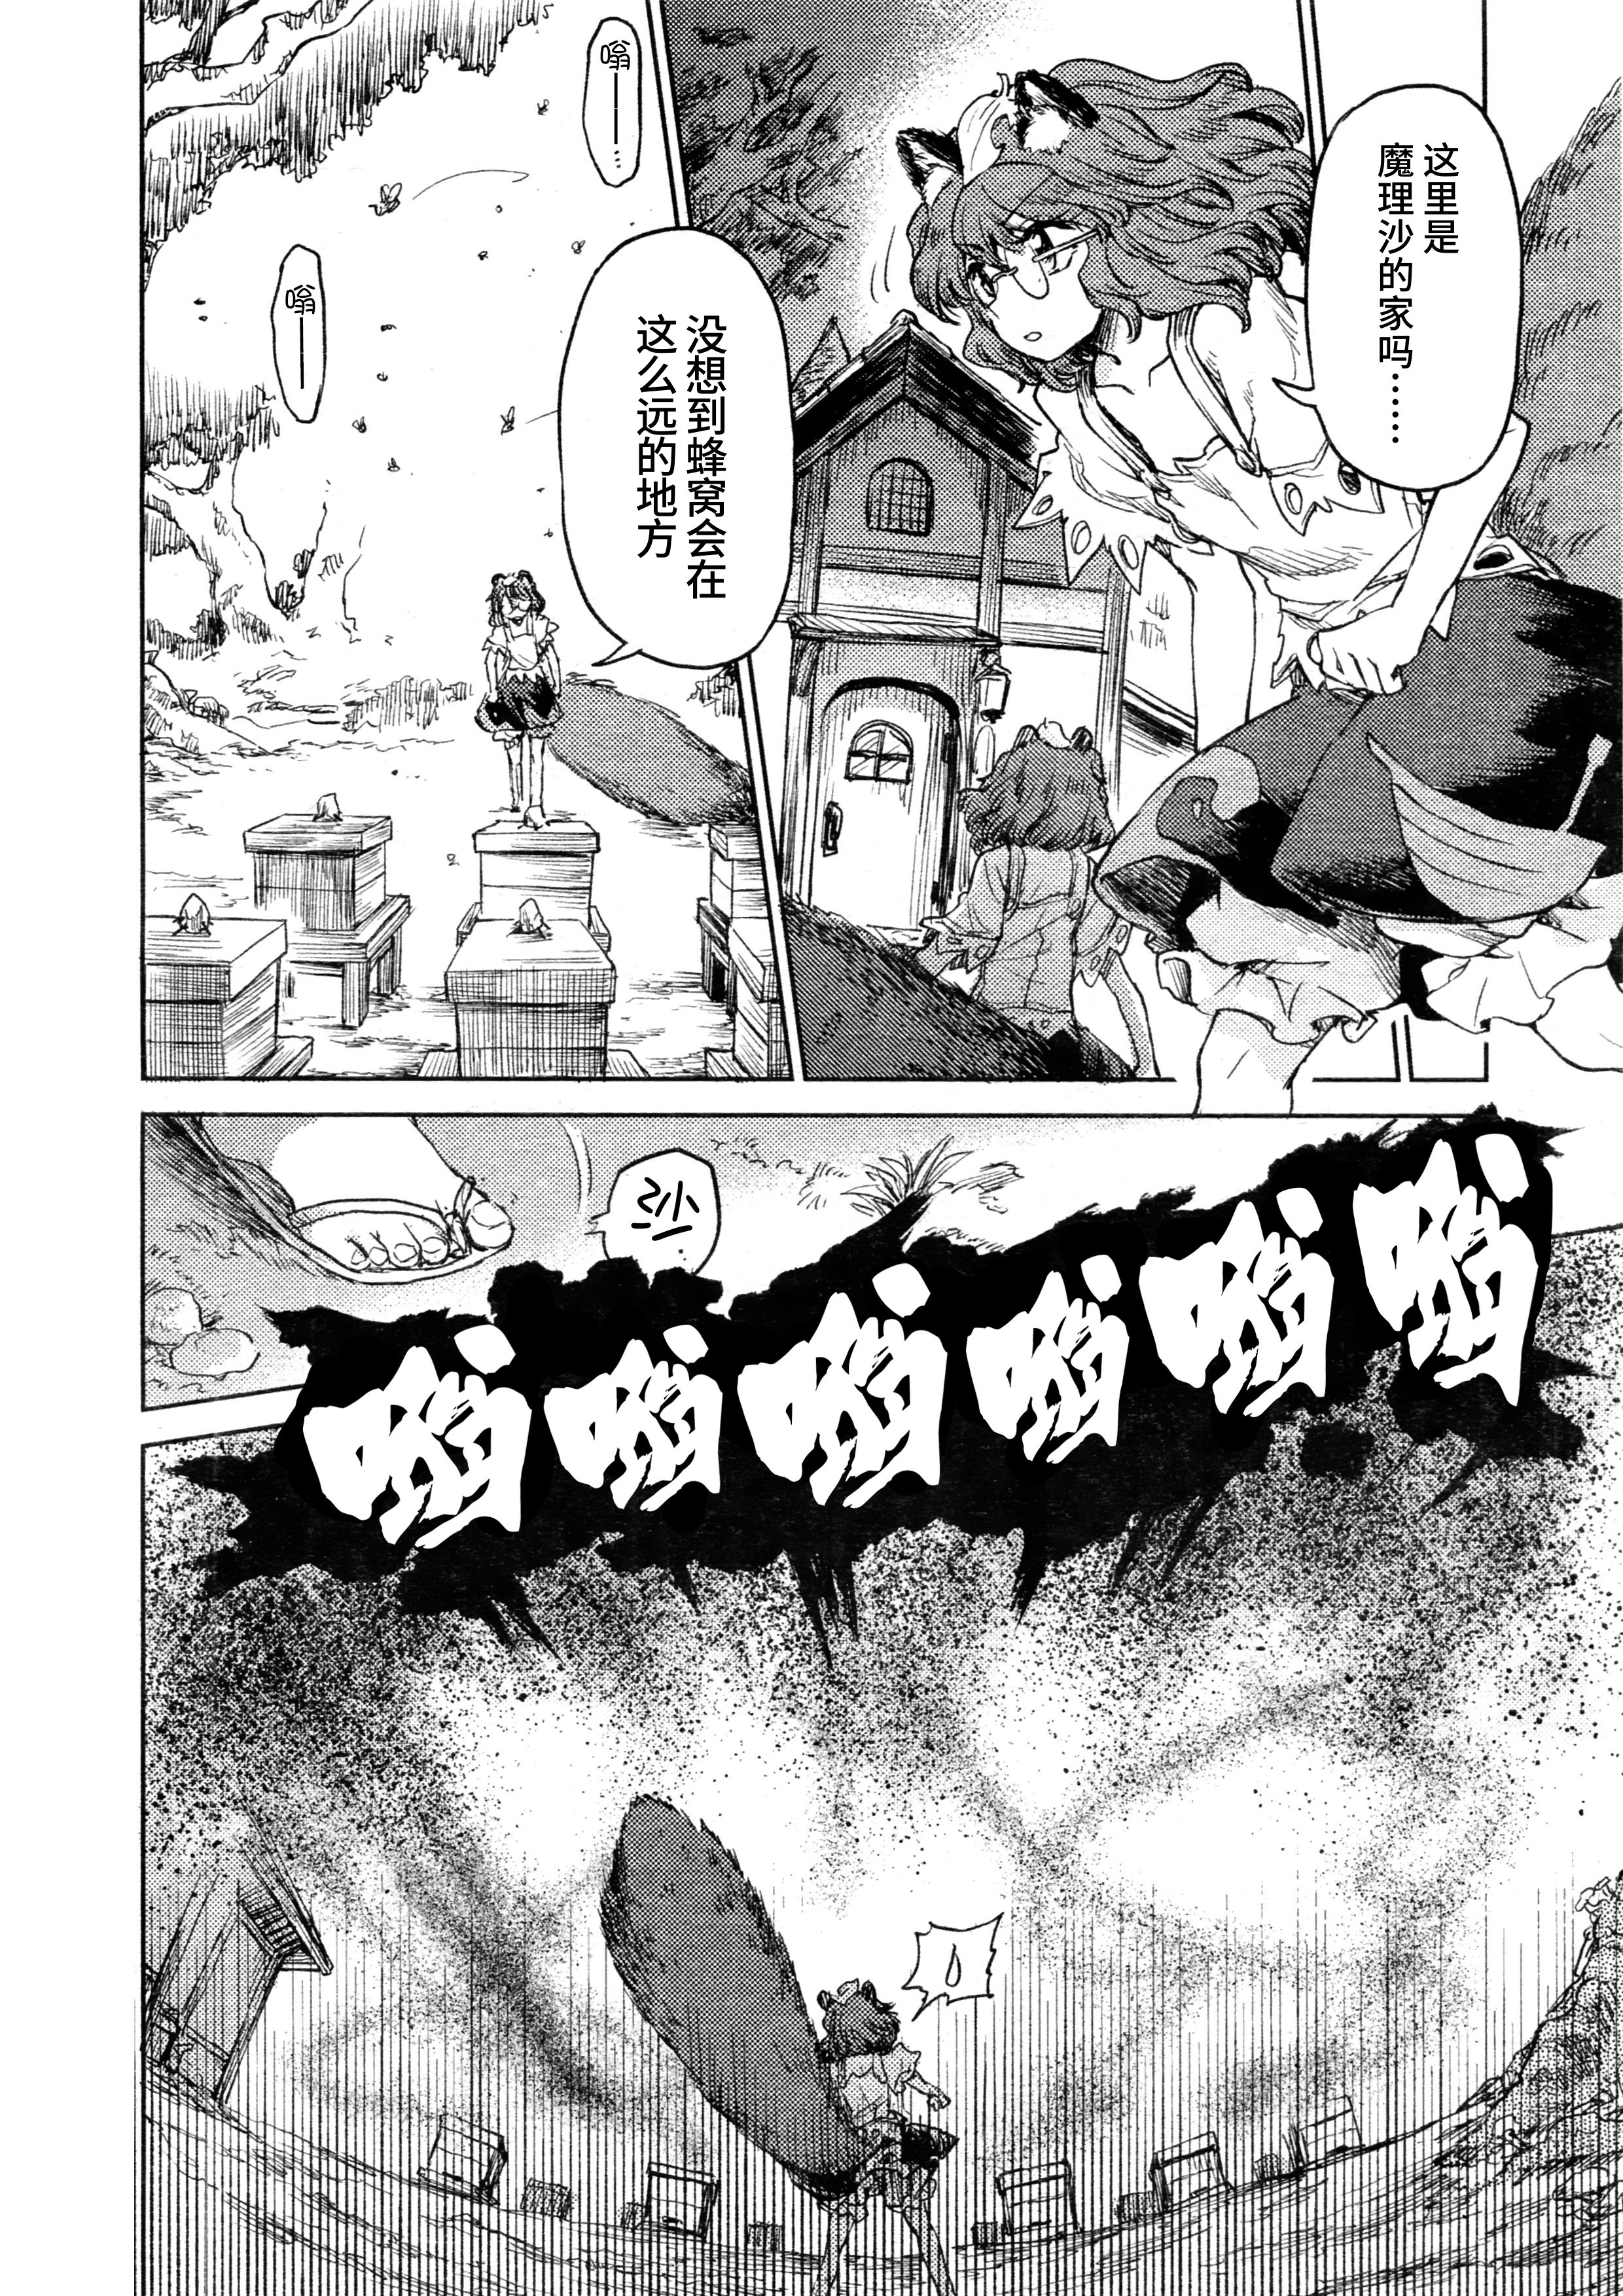 这里是
魔理沙的家吗……
没想到蜂窝会在
这么远的地方
嗡——…
嗡——
沙…
嗡嗡嗡嗡嗡嗡
！